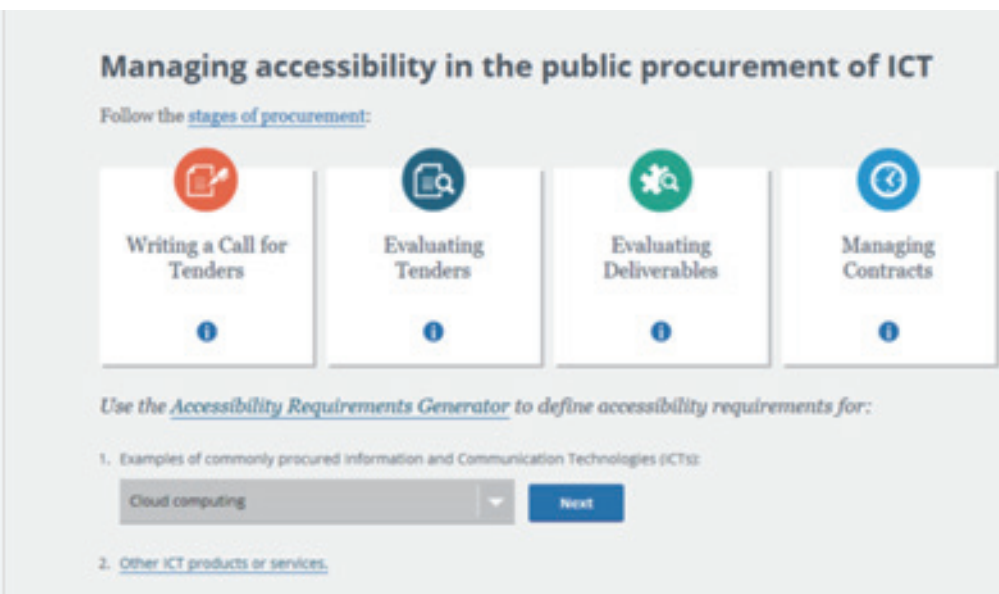 Managing accessibility in the public procurement of ICT
Follow the stages of procurement:
Writing a Call for
Tenders
Evaluating
Tenders
Evaluating
Deliverables
Managing
Contracts
Use the Accessibility Requirements Generator to define accessibility requirements for:
1. Examples of commonly procured Information and Communication Technologies (ICTs):
Cloud computing
Next
2. Other ICT products or services.